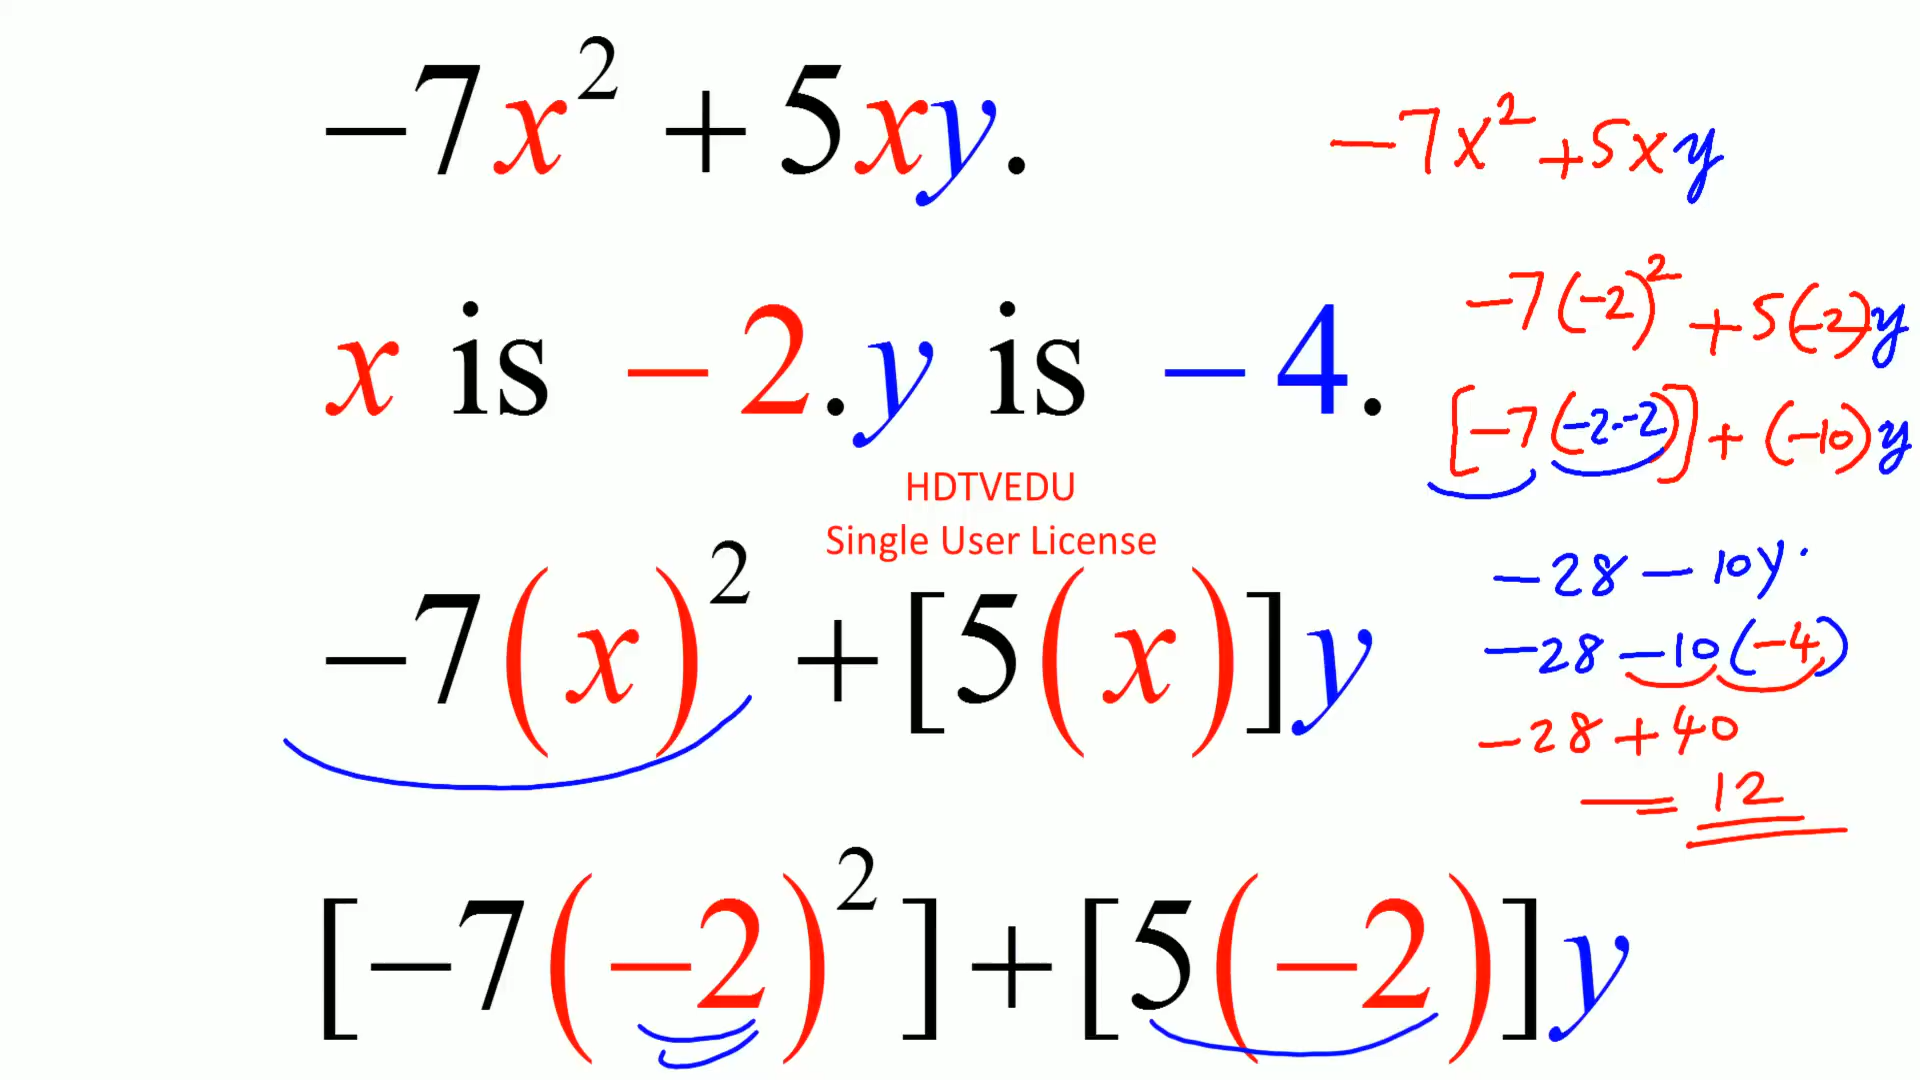 −7x² + 5xy.
x is −2. y is −4.
HDTVEDU
Single User License
−7(x)² + [5(x)]y
[−7(−2)²] + [5(−2)]y
−7x² + 5xy
−7(−2)² + 5(−2)y
[−7(−2·−2)] + (−10)y
−28 − 10y.
−28 − 10(−4)
−28 + 40
= 12